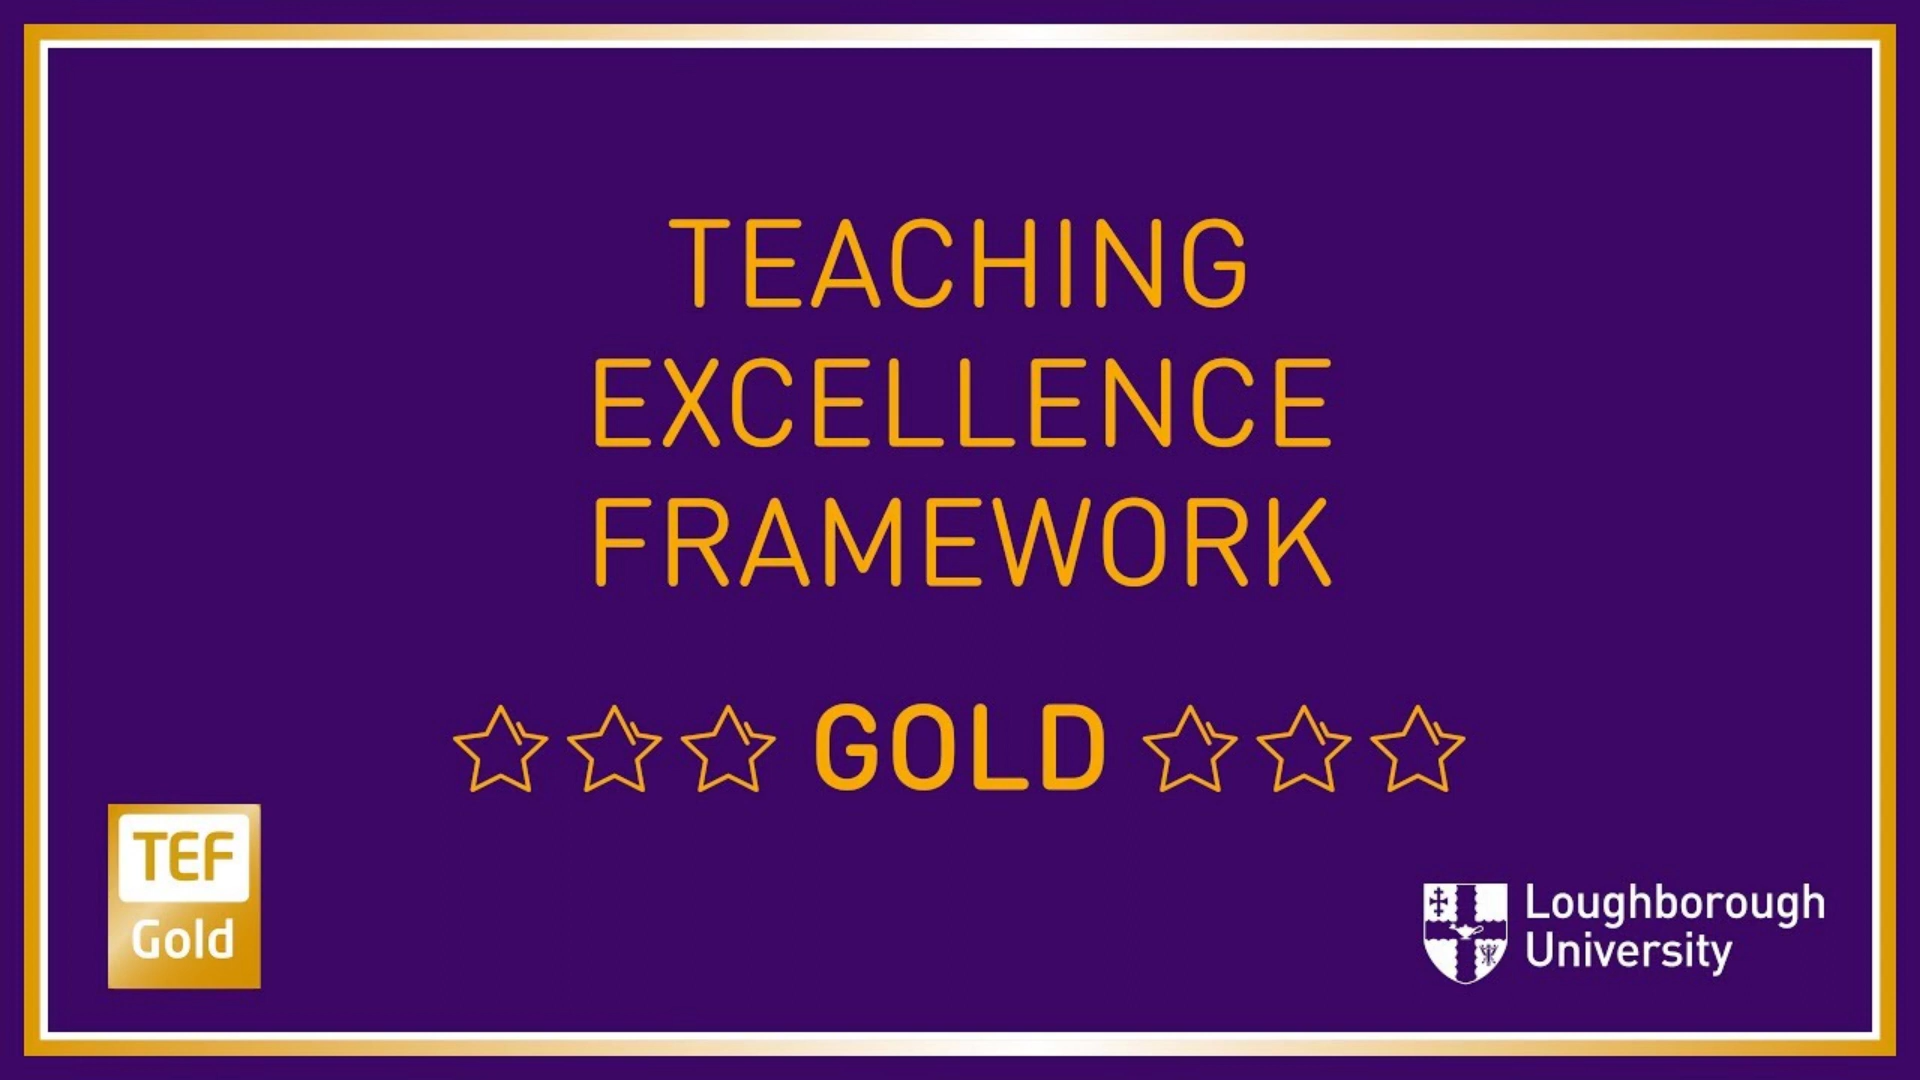 TEACHING
EXCELLENCE
FRAMEWORK
GOLD
TEF
Gold
Loughborough
University